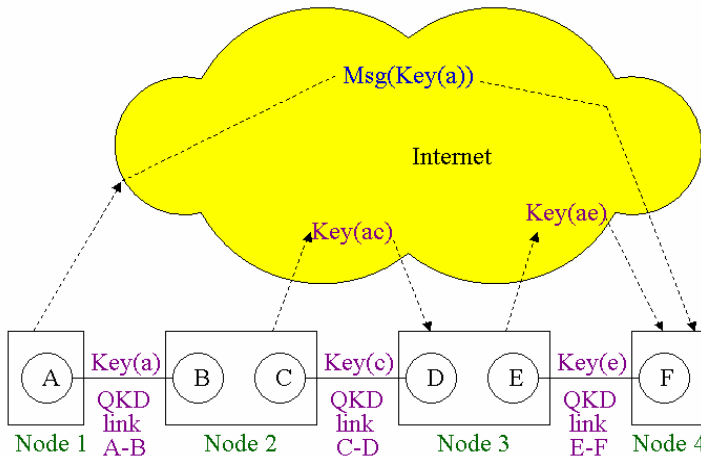 Msg(Key(a))
Internet
Key(ac)
Key(ae)
Key(a)
Key(c)
Key(e)
A
B
C
D
E
F
QKD
link
A-B
QKD
link
C-D
QKD
link
E-F
Node 1
Node 2
Node 3
Node 4